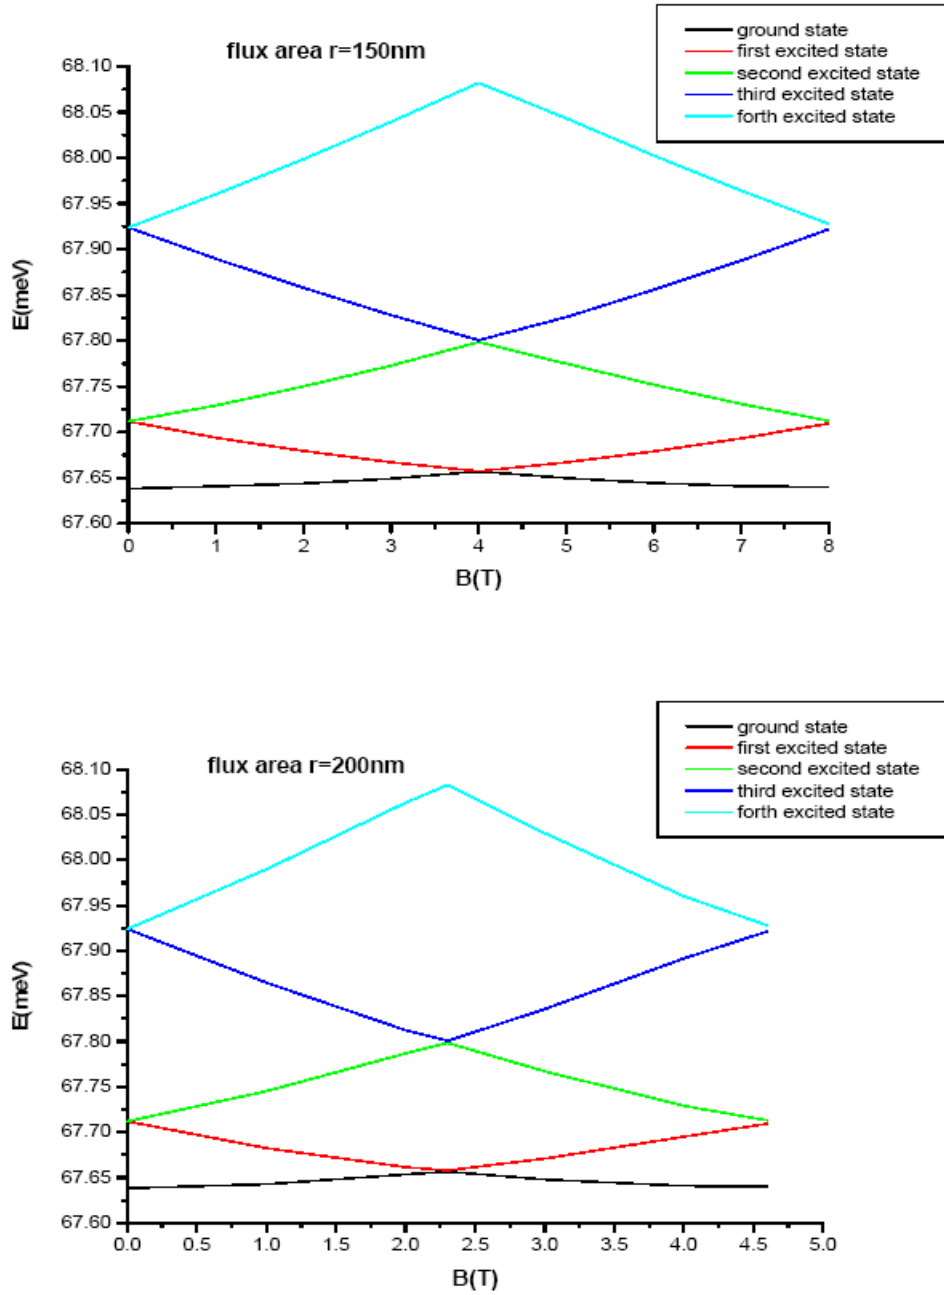 ground state
first excited state
second excited state
third excited state
forth excited state
flux area r=150nm
68.10
68.05
68.00
67.95
67.90
67.85
67.80
67.75
67.70
67.65
67.60
E(meV)
0 1 2 3 4 5 6 7 8
B(T)
ground state
first excited state
second excited state
third excited state
forth excited state
flux area r=200nm
68.10
68.05
68.00
67.95
67.90
67.85
67.80
67.75
67.70
67.65
67.60
E(meV)
0.0 0.5 1.0 1.5 2.0 2.5 3.0 3.5 4.0 4.5 5.0
B(T)